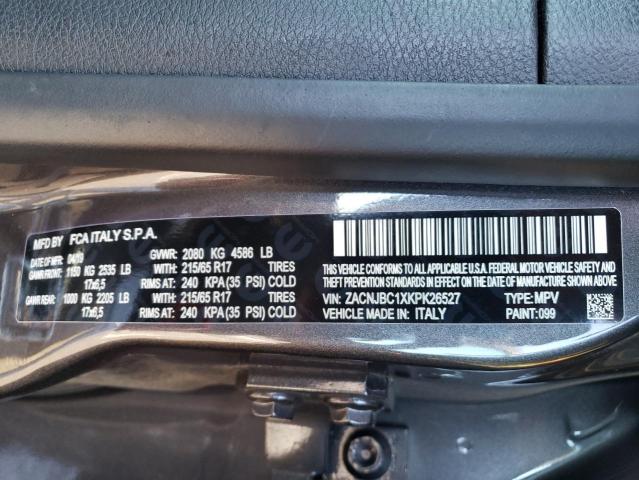 MFD BY FCA ITALY S.P.A.
DATE OF MFR: 04/19 GVWR: 2080 KG 4586 LB
GAWR FRONT: 1150 KG 2535 LB WITH: 215/65 R17 TIRES
17x6,5 RIMS AT: 240 KPA (35 PSI) COLD
GAWR REAR: 1000 KG 2205 LB WITH: 215/65 R17 TIRES
17x6,5 RIMS AT: 240 KPA (35 PSI) COLD
THIS VEHICLE CONFORMS TO ALL APPLICABLE U.S.A. FEDERAL MOTOR VEHICLE SAFETY
AND THEFT PREVENTION STANDARDS IN EFFECT ON THE DATE OF MANUFACTURE SHOWN ABOVE
VIN: ZACNJBC1XKPK26527 TYPE: MPV
VEHICLE MADE IN: ITALY PAINT: 099